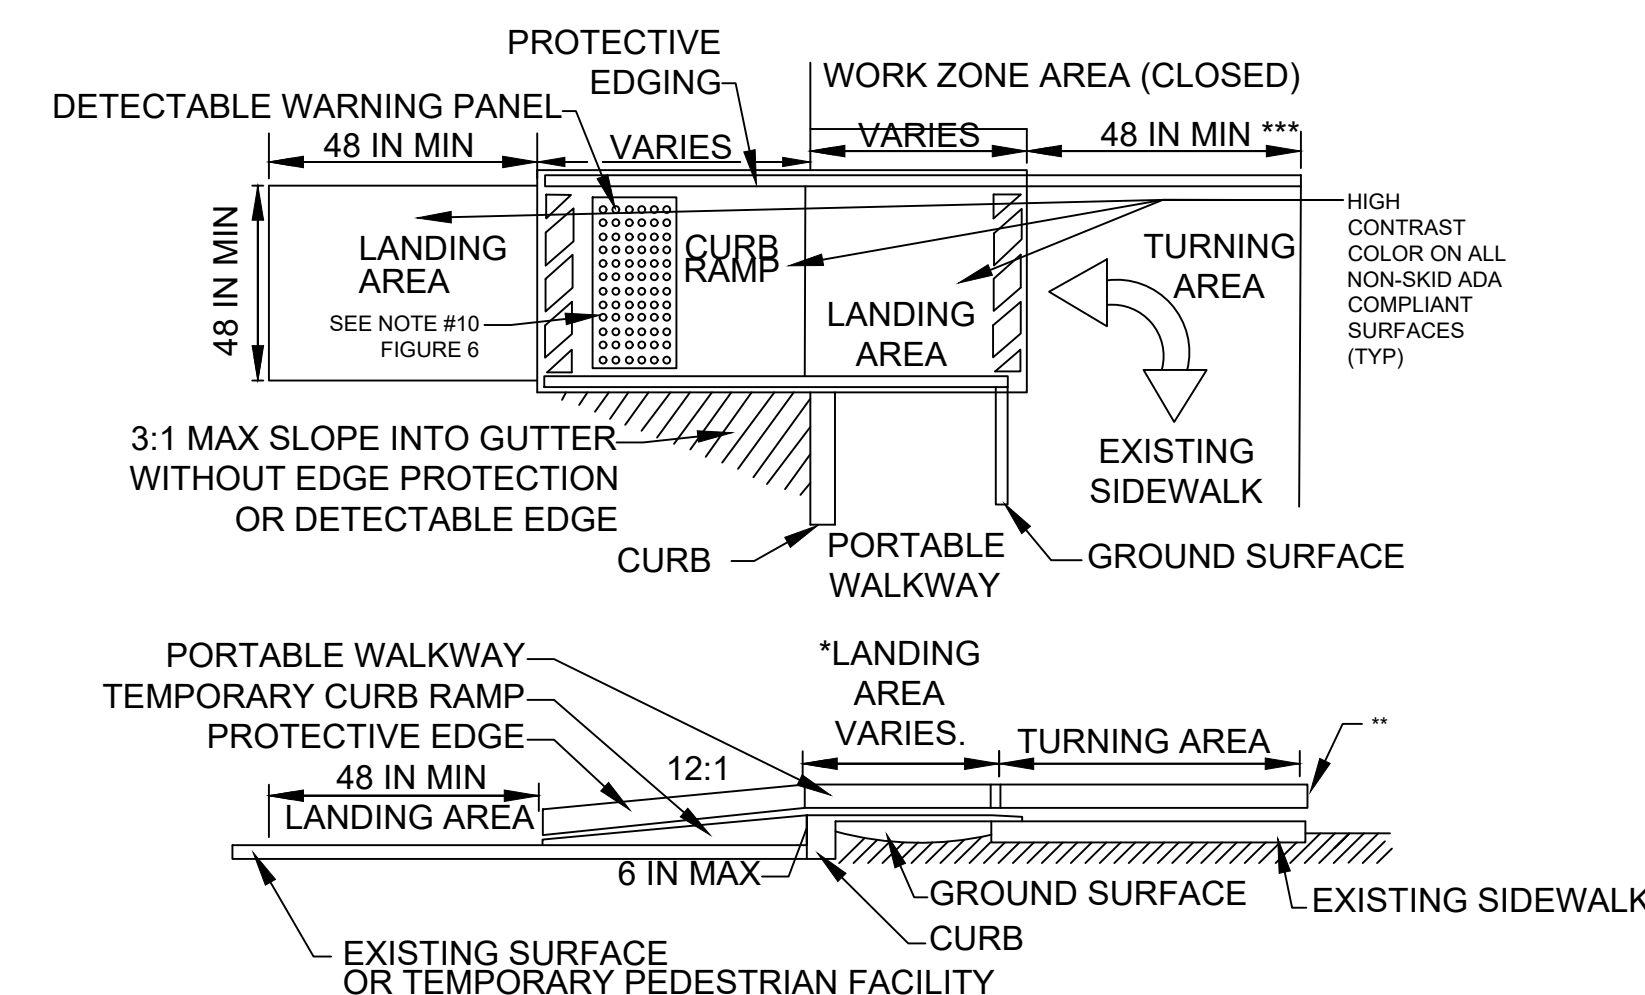 PROTECTIVE
EDGING
WORK ZONE AREA (CLOSED)
DETECTABLE WARNING PANEL
48 IN MIN
VARIES
VARIES
48 IN MIN ***
48 IN MIN
LANDING
AREA
SEE NOTE #10
FIGURE 6
CURB
RAMP
LANDING
AREA
TURNING
AREA
HIGH
CONTRAST
COLOR ON ALL
NON-SKID ADA
COMPLIANT
SURFACES
(TYP)
3:1 MAX SLOPE INTO GUTTER
WITHOUT EDGE PROTECTION
OR DETECTABLE EDGE
EXISTING
SIDEWALK
CURB
PORTABLE
WALKWAY
GROUND SURFACE
PORTABLE WALKWAY
TEMPORARY CURB RAMP
PROTECTIVE EDGE
*LANDING
AREA
VARIES.
TURNING AREA
**
48 IN MIN
LANDING AREA
12:1
6 IN MAX
GROUND SURFACE
EXISTING SIDEWALK
CURB
EXISTING SURFACE
OR TEMPORARY PEDESTRIAN FACILITY